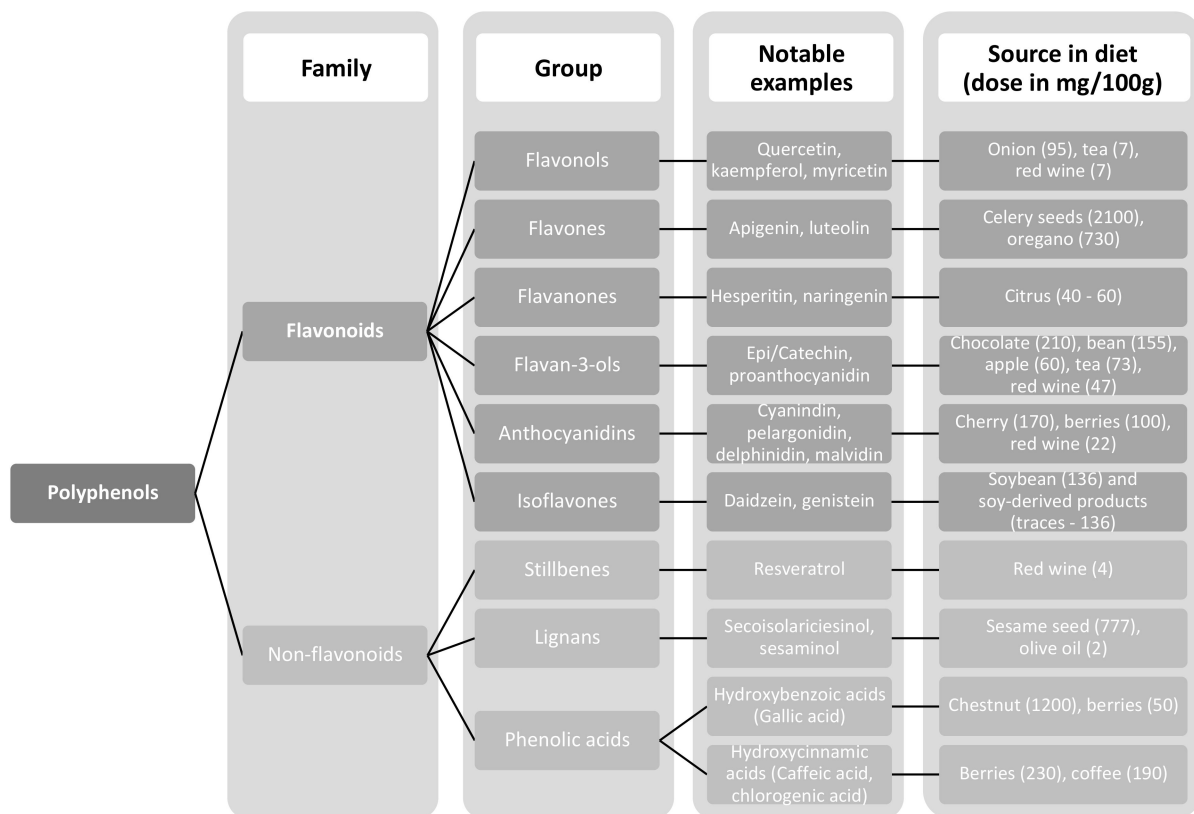 Family
Group
Notable
examples
Source in diet
(dose in mg/100g)
Polyphenols
Flavonoids
Flavonols
Quercetin,
kaempferol, myricetin
Onion (95), tea (7),
red wine (7)
Flavones
Apigenin, luteolin
Celery seeds (2100),
oregano (730)
Flavanones
Hesperitin, naringenin
Citrus (40 - 60)
Flavan-3-ols
Epi/Catechin,
proanthocyanidin
Chocolate (210), bean (155),
apple (60), tea (73),
red wine (47)
Anthocyanidins
Cyanindin,
pelargonidin,
delphinidin, malvidin
Cherry (170), berries (100),
red wine (22)
Isoflavones
Daidzein, genistein
Soybean (136) and
soy-derived products
(traces - 136)
Non-flavonoids
Stillbenes
Resveratrol
Red wine (4)
Lignans
Secoisolariciesinol,
sesaminol
Sesame seed (777),
olive oil (2)
Phenolic acids
Hydroxybenzoic acids
(Gallic acid)
Chestnut (1200), berries (50)
Hydroxycinnamic
acids (Caffeic acid,
chlorogenic acid)
Berries (230), coffee (190)